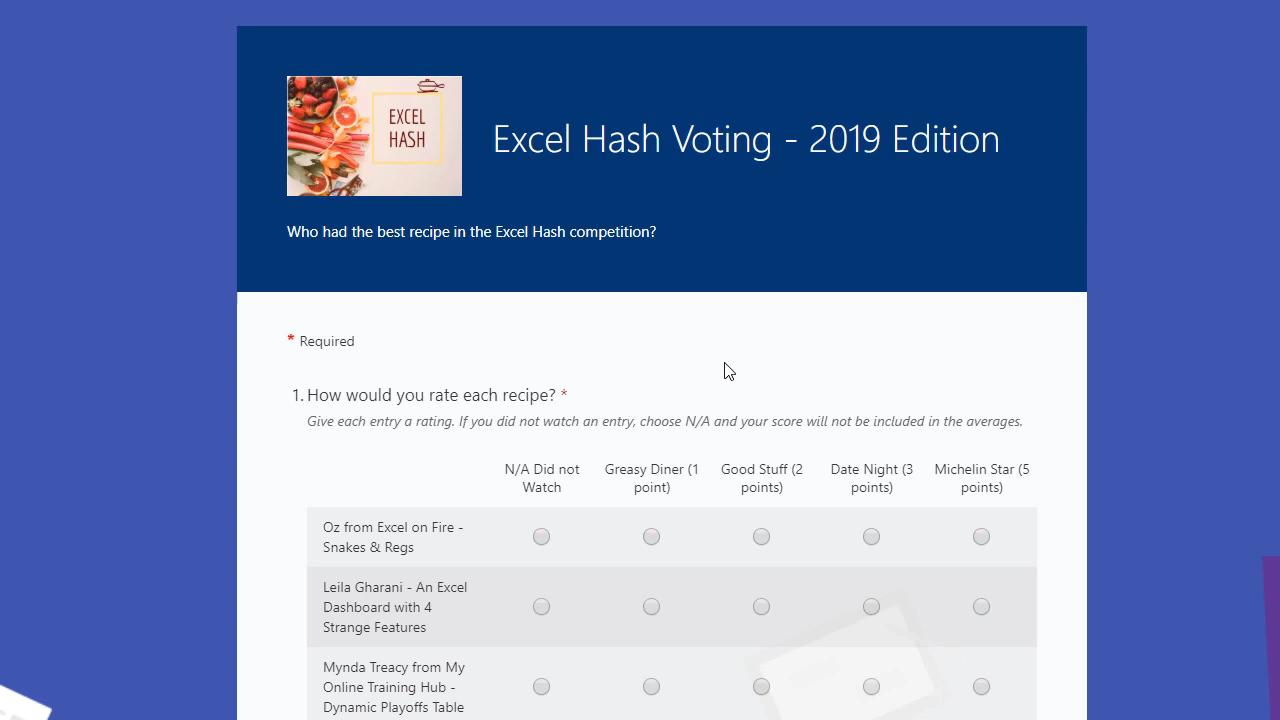 EXCEL
HASH
Excel Hash Voting - 2019 Edition
Who had the best recipe in the Excel Hash competition?
* Required
1. How would you rate each recipe? *
Give each entry a rating. If you did not watch an entry, choose N/A and your score will not be included in the averages.
N/A Did not
Watch
Greasy Diner (1
point)
Good Stuff (2
points)
Date Night (3
points)
Michelin Star (5
points)
Oz from Excel on Fire -
Snakes & Regs
Leila Gharani - An Excel
Dashboard with 4
Strange Features
Mynda Treacy from My
Online Training Hub -
Dynamic Playoffs Table